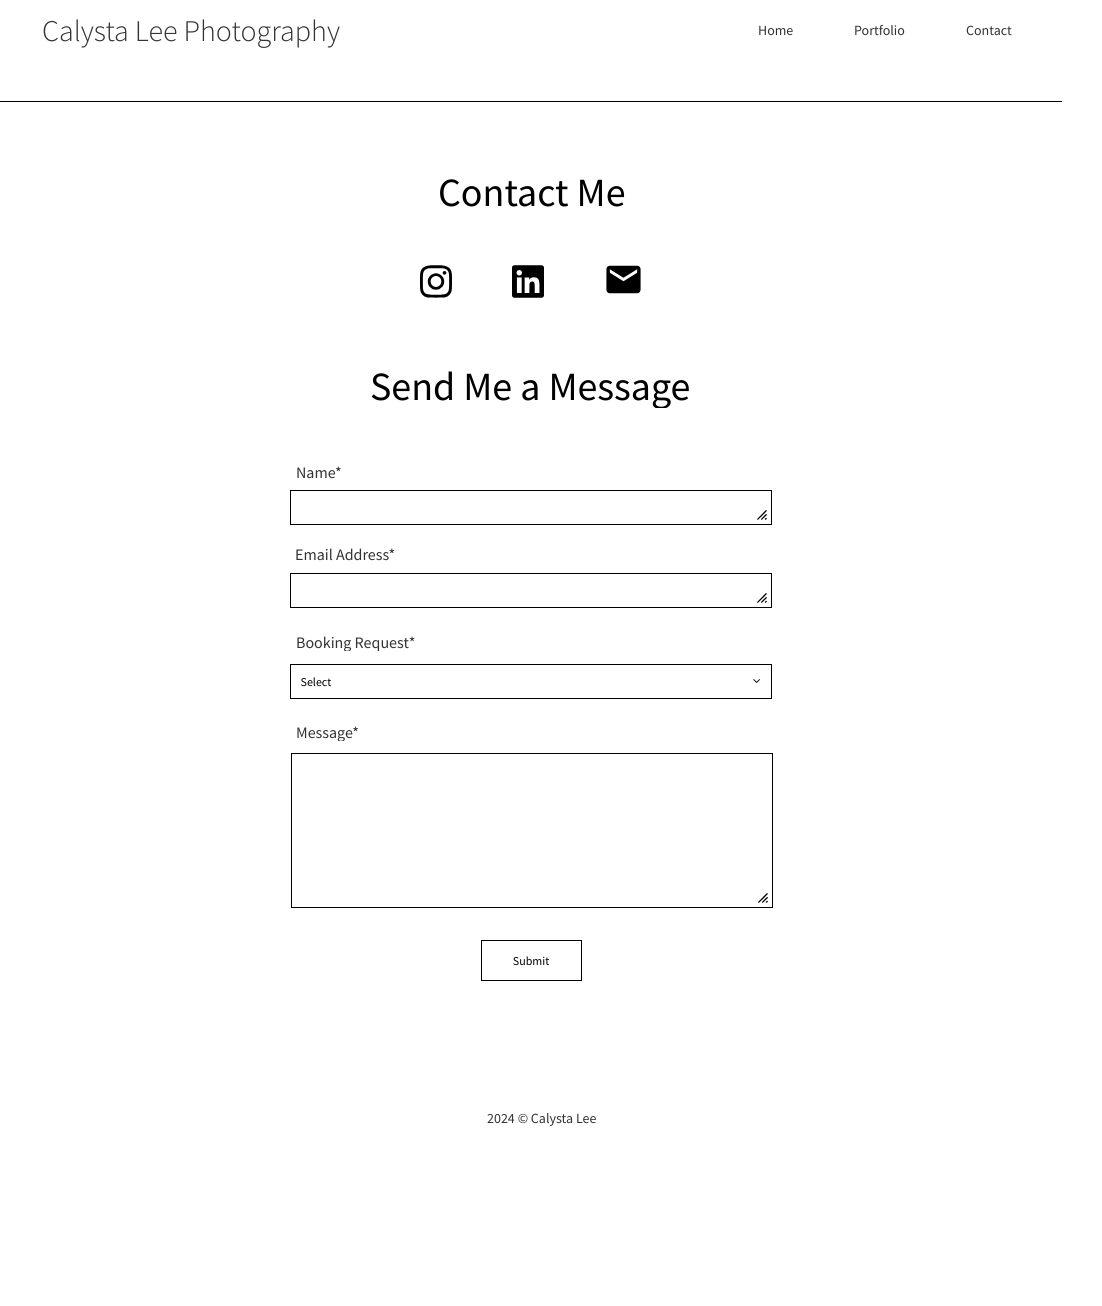 Calysta Lee Photography
Home
Portfolio
Contact
Contact Me
in
Send Me a Message
Name*
Email Address*
Booking Request*
Select
Message*
Submit
2024 © Calysta Lee